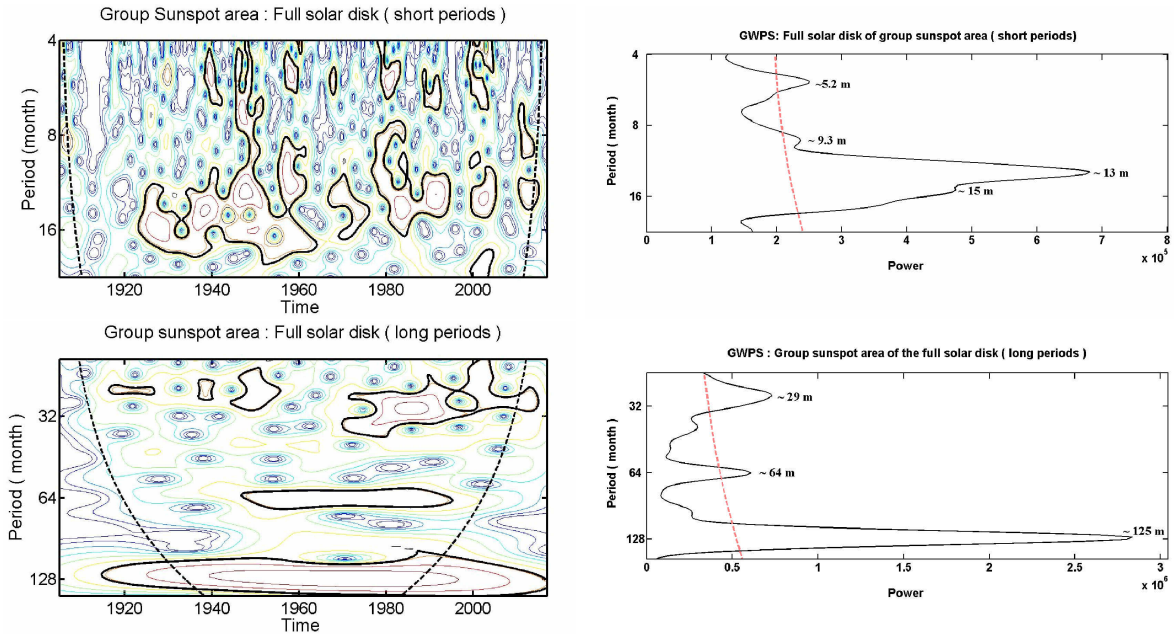 Group Sunspot area : Full solar disk ( short periods )
4
8
16
Period ( month)
1920
1940
1960
1980
2000
Time
GWPS: Full solar disk of group sunspot area ( short periods)
4
8
16
Period ( month )
~5.2 m
~ 9.3 m
~ 13 m
~ 15 m
0
1
2
3
4
5
6
7
8
x 10^5
Power
Group sunspot area : Full solar disk ( long periods )
32
64
128
Period ( month )
1920
1940
1960
1980
2000
Time
GWPS : Group sunspot area of the full solar disk ( long periods )
32
64
128
Period ( month )
~ 29 m
~ 64 m
~ 125 m
0
0.5
1
1.5
2
2.5
3
x 10^6
Power